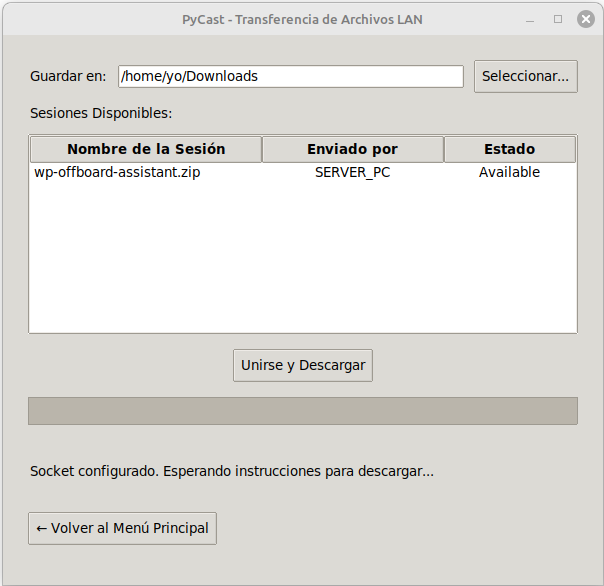 PyCast - Transferencia de Archivos LAN
Guardar en: /home/yo/Downloads Seleccionar...
Sesiones Disponibles:
Nombre de la Sesión Enviado por Estado
wp-offboard-assistant.zip SERVER_PC Available
Unirse y Descargar
Socket configurado. Esperando instrucciones para descargar...
← Volver al Menú Principal